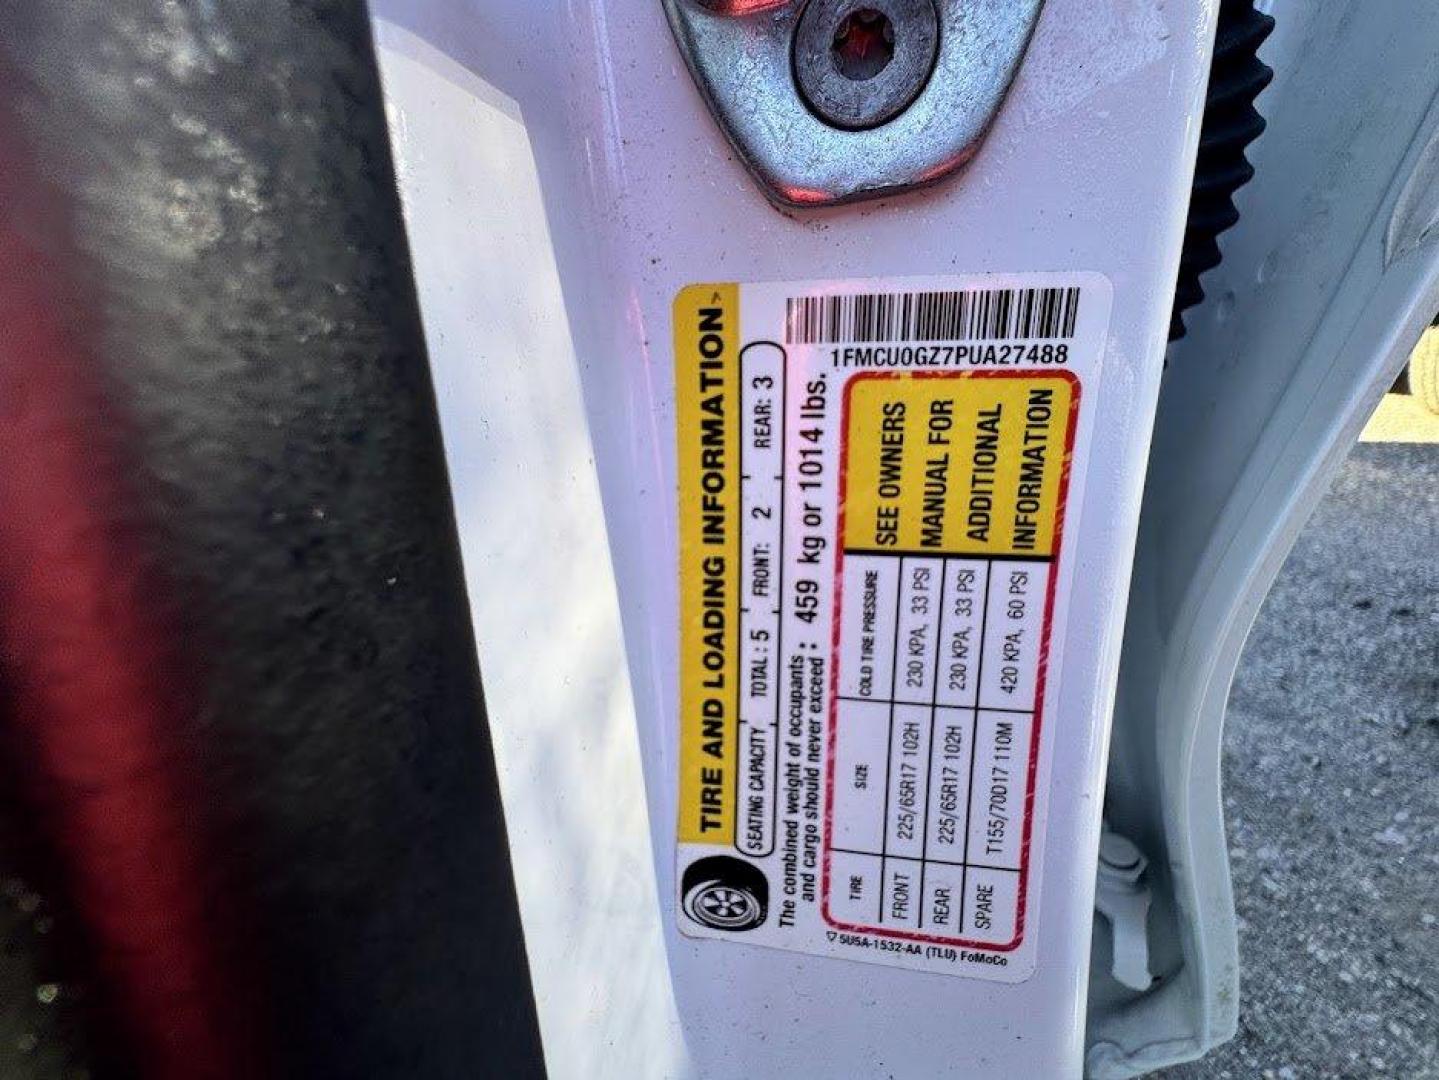 TIRE AND LOADING INFORMATION
SEATING CAPACITY TOTAL : 5 FRONT: 2 REAR: 3
The combined weight of occupants
and cargo should never exceed : 459 kg or 1014 lbs.
1FMCU0GZ7PUA27488
TIRE SIZE COLD TIRE PRESSURE
FRONT 225/65R17 102H 230 KPA, 33 PSI
REAR 225/65R17 102H 230 KPA, 33 PSI
SPARE T155/70D17 110M 420 KPA, 60 PSI
SEE OWNERS
MANUAL FOR
ADDITIONAL
INFORMATION
5U5A-1532-AA (TLU) FoMoCo